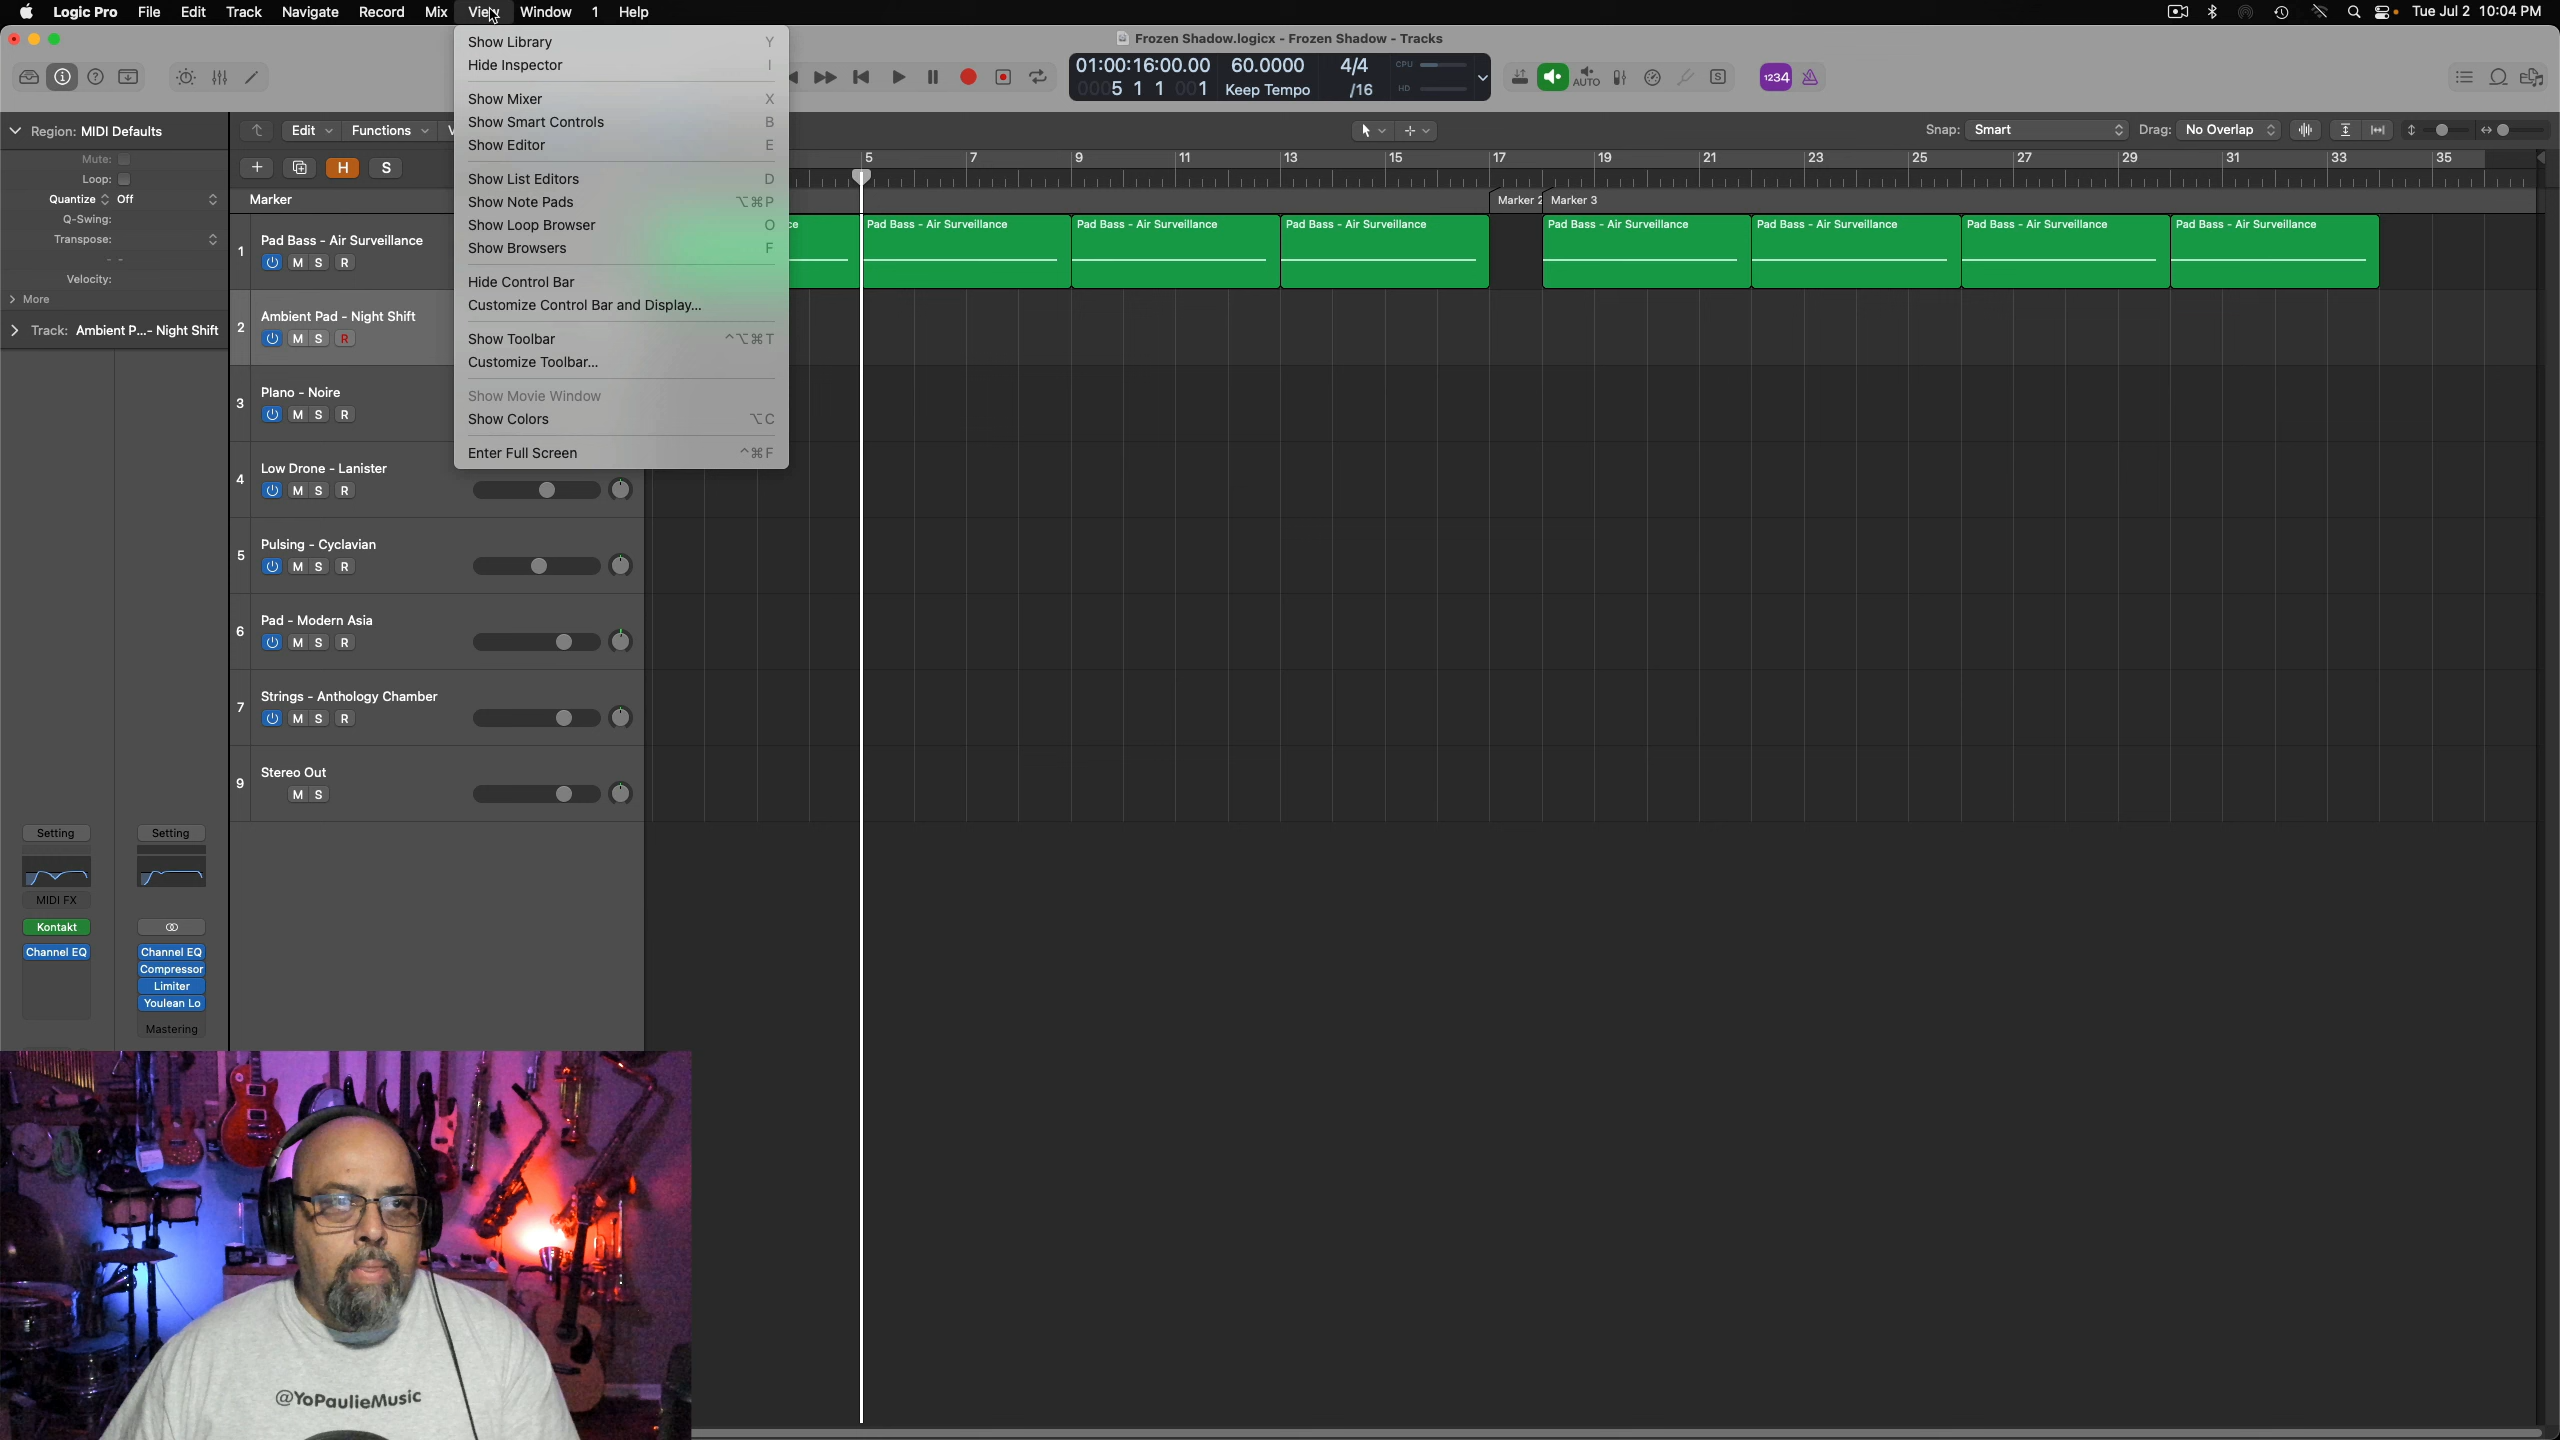 Logic Pro File Edit Track Navigate Record Mix View Window 1 Help
Tue Jul 2 10:04 PM
Frozen Shadow.logicx - Frozen Shadow - Tracks
01:00:16:00.00 60.0000 4/4 CPU
0005 1 1 001 Keep Tempo /16 HD
AUTO
S
1234
Show Library Y
Hide Inspector I
Show Mixer X
Show Smart Controls B
Show Editor E
Show List Editors D
Show Note Pads ⌥⌘P
Show Loop Browser O
Show Browsers F
Hide Control Bar
Customize Control Bar and Display...
Show Toolbar ^⌥⌘T
Customize Toolbar...
Show Movie Window
Show Colors ⌥C
Enter Full Screen ^⌘F
Region: MIDI Defaults
Mute:
Loop:
Quantize Off
Q-Swing:
Transpose:
- -
Velocity:
More
Track: Ambient P...- Night Shift
Edit Functions V
Snap: Smart Drag: No Overlap
H S
5 7 9 11 13 15 17 19 21 23 25 27 29 31 33 35
Marker
Marker 2 Marker 3
1 Pad Bass - Air Surveillance
M S R
ce Pad Bass - Air Surveillance Pad Bass - Air Surveillance Pad Bass - Air Surveillance Pad Bass - Air Surveillance Pad Bass - Air Surveillance Pad Bass - Air Surveillance Pad Bass - Air Surveillance
2 Ambient Pad - Night Shift
M S R
3 PIano - Noire
M S R
4 Low Drone - Lanister
M S R
5 Pulsing - Cyclavian
M S R
6 Pad - Modern Asia
M S R
7 Strings - Anthology Chamber
M S R
9 Stereo Out
M S
Setting Setting
MIDI FX
Kontakt
Channel EQ Channel EQ
Compressor
Limiter
Youlean Lo
Mastering
@YoPaulieMusic